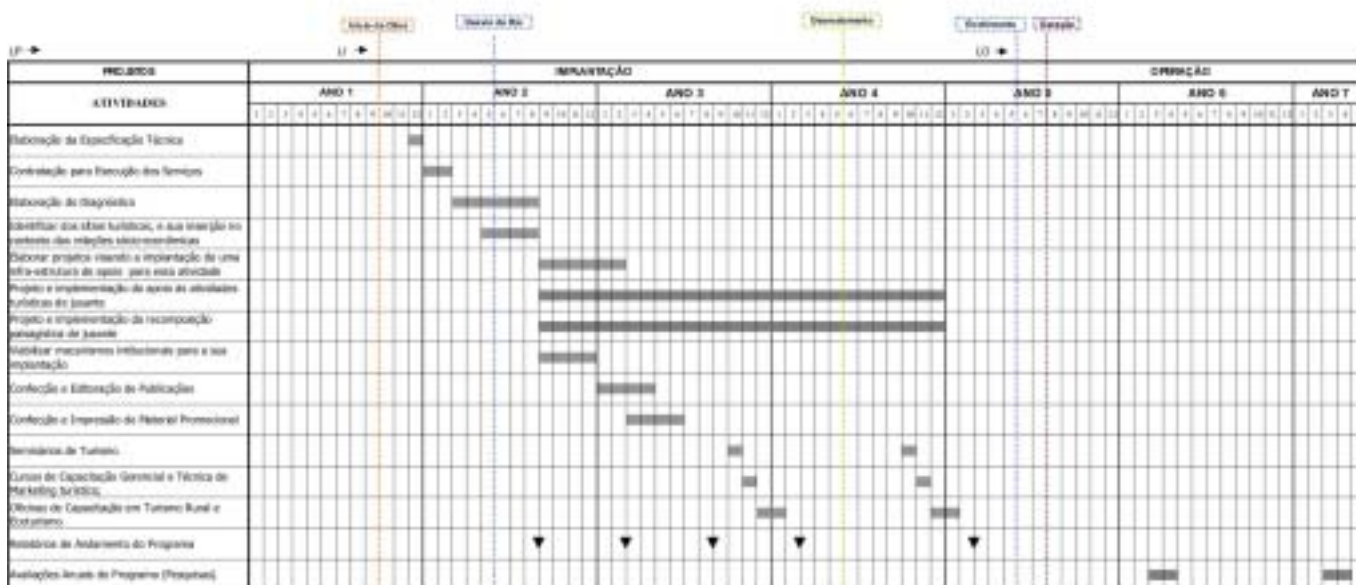 Início da Obra
Desvio do Rio
Desvios
Enchimento
Geração
LP
LI
LO
PROJETOS
IMPLANTAÇÃO
OPERAÇÃO
ATIVIDADES
ANO 1
ANO 2
ANO 3
ANO 4
ANO 5
ANO 6
ANO 7
Elaboração da Especificação Técnica
Contratação para Execução dos Serviços
Elaboração do Diagnóstico
Identificar dos sítios turísticos, e sua inserção no
contexto das relações sócio-econômicas
Elaborar projetos visando a implantação de uma
infra-estrutura de apoio para essa atividade
Projeto e implementação de apoio às atividades
turísticas de jusante
Projeto e implementação da recomposição
paisagística de jusante
Viabilizar mecanismos para a sua
implantação
Confecção e Editoração de Publicações
Confecção e Impressão de Material Promocional
Seminários de Turismo
Cursos de Capacitação Gerencial e Técnica de
Marketing turístico,
Oficinas de Capacitação em Turismo Rural e
Ecoturismo
Relatórios de Andamento do Programa
Avaliações Anuais do Programa (Pesquisas)